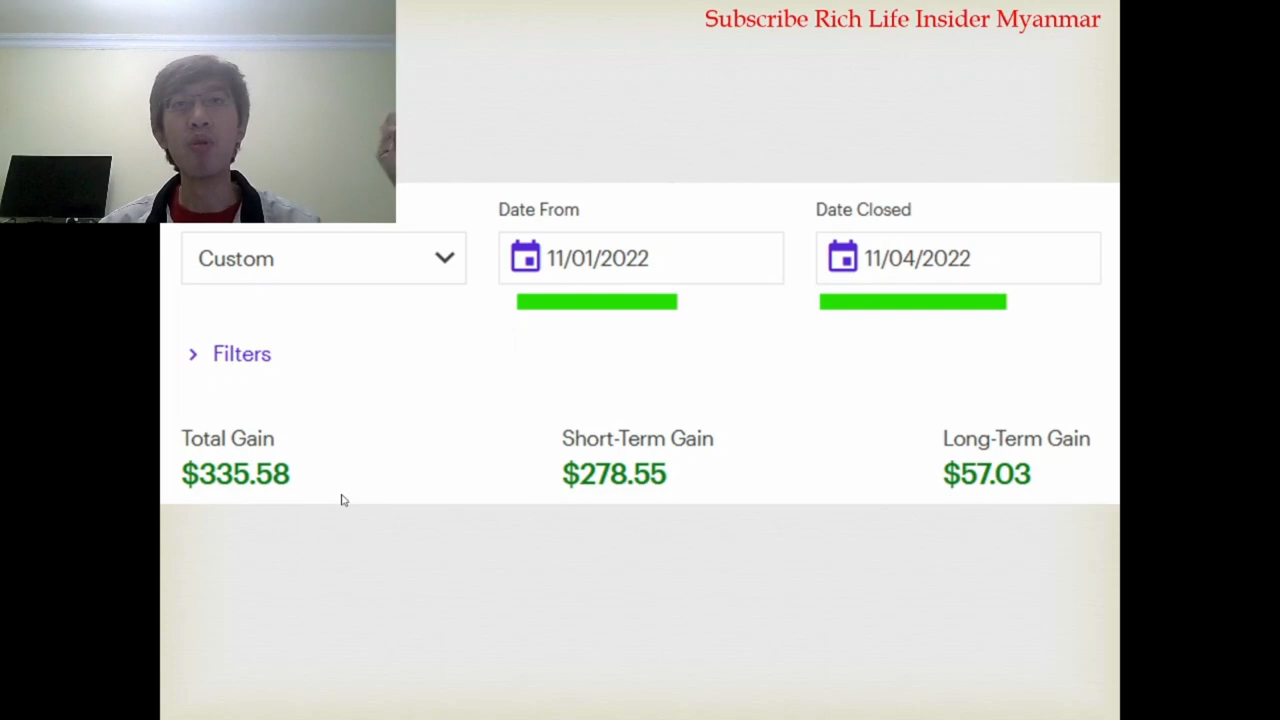 Subscribe Rich Life Insider Myanmar
Date From
Date Closed
Custom
11/01/2022
11/04/2022
Filters
Total Gain
Short-Term Gain
Long-Term Gain
$335.58
$278.55
$57.03